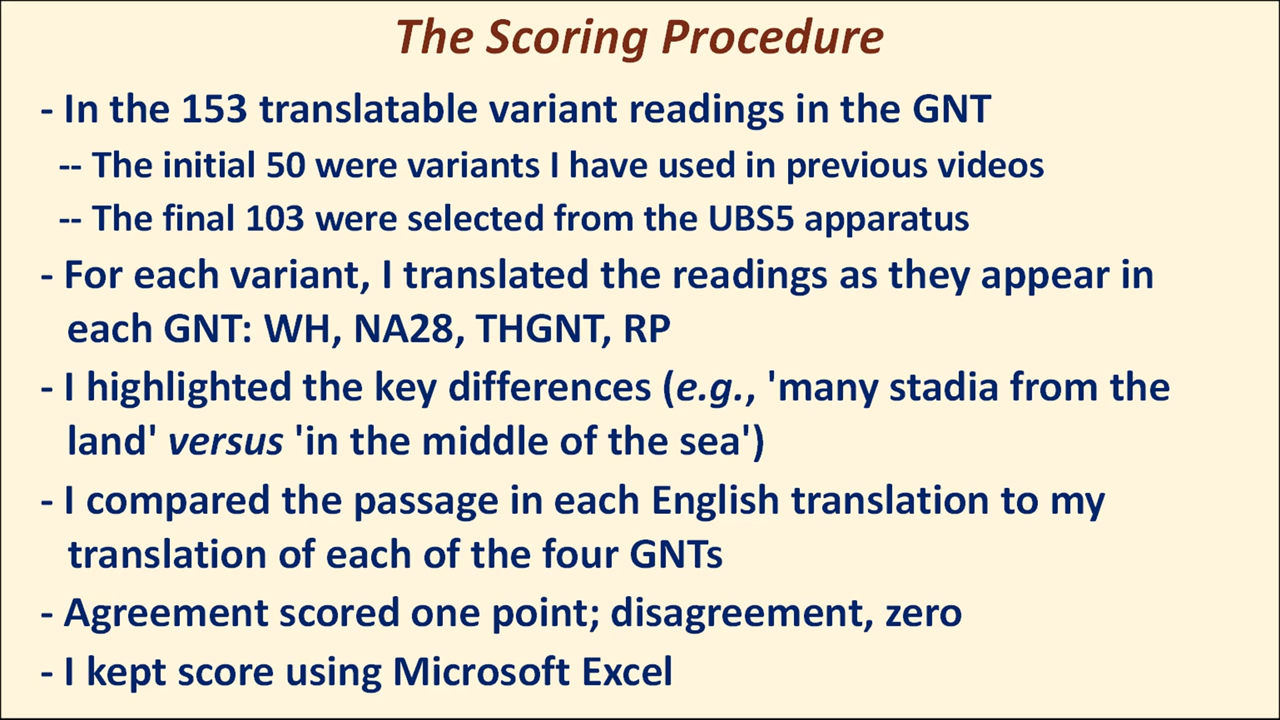 The Scoring Procedure
- In the 153 translatable variant readings in the GNT
-- The initial 50 were variants I have used in previous videos
-- The final 103 were selected from the UBS5 apparatus
- For each variant, I translated the readings as they appear in
each GNT: WH, NA28, THGNT, RP
- I highlighted the key differences (e.g., 'many stadia from the
land' versus 'in the middle of the sea')
- I compared the passage in each English translation to my
translation of each of the four GNTs
- Agreement scored one point; disagreement, zero
- I kept score using Microsoft Excel